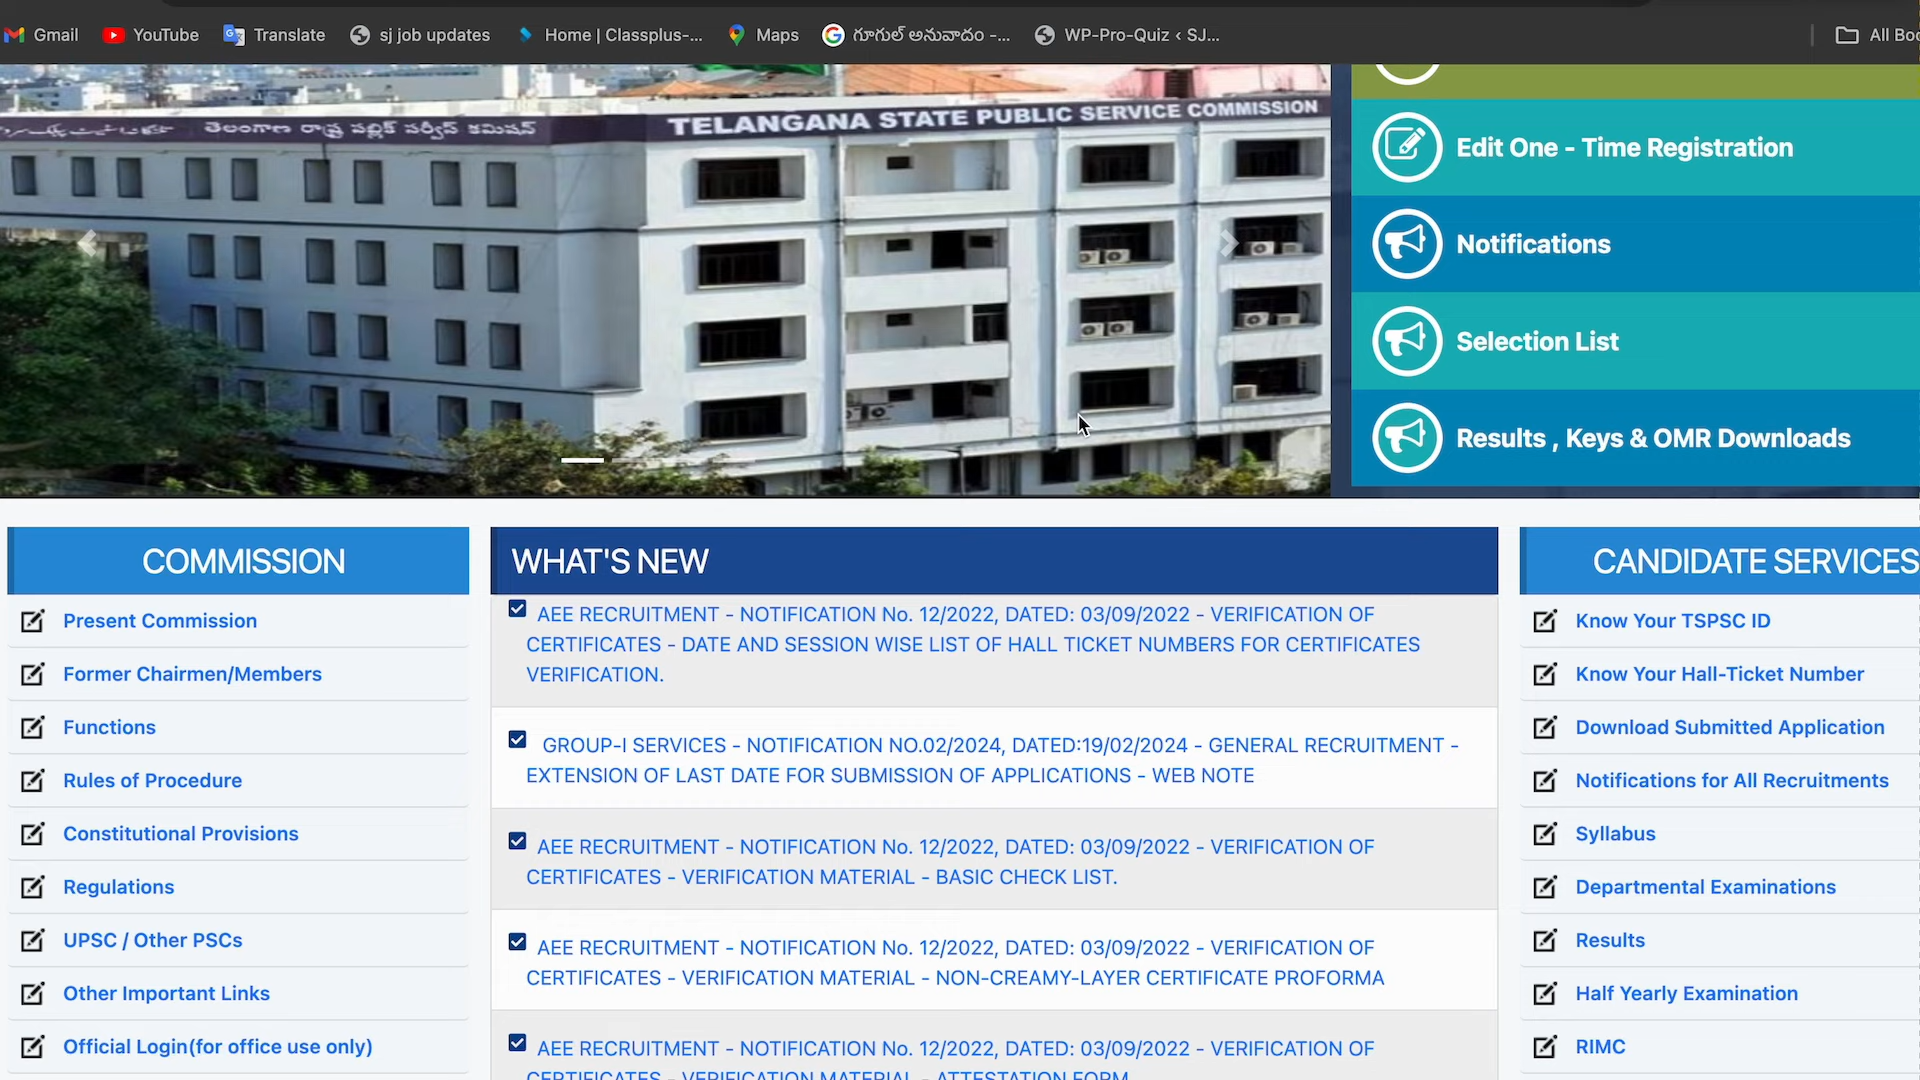 Gmail
YouTube
Translate
sj job updates
Home | Classplus-...
Maps
గూగుల్ అనువాదం -...
WP-Pro-Quiz ‹ SJ...
All Boo
తెలంగాణ రాష్ట్ర పబ్లిక్ సర్వీస్ కమిషన్
TELANGANA STATE PUBLIC SERVICE COMMISSION
Edit One - Time Registration
Notifications
Selection List
Results , Keys & OMR Downloads
COMMISSION
Present Commission
Former Chairmen/Members
Functions
Rules of Procedure
Constitutional Provisions
Regulations
UPSC / Other PSCs
Other Important Links
Official Login(for office use only)
WHAT'S NEW
AEE RECRUITMENT - NOTIFICATION No. 12/2022, DATED: 03/09/2022 - VERIFICATION OF
CERTIFICATES - DATE AND SESSION WISE LIST OF HALL TICKET NUMBERS FOR CERTIFICATES
VERIFICATION.
GROUP-I SERVICES - NOTIFICATION NO.02/2024, DATED:19/02/2024 - GENERAL RECRUITMENT -
EXTENSION OF LAST DATE FOR SUBMISSION OF APPLICATIONS - WEB NOTE
AEE RECRUITMENT - NOTIFICATION No. 12/2022, DATED: 03/09/2022 - VERIFICATION OF
CERTIFICATES - VERIFICATION MATERIAL - BASIC CHECK LIST.
AEE RECRUITMENT - NOTIFICATION No. 12/2022, DATED: 03/09/2022 - VERIFICATION OF
CERTIFICATES - VERIFICATION MATERIAL - NON-CREAMY-LAYER CERTIFICATE PROFORMA
AEE RECRUITMENT - NOTIFICATION No. 12/2022, DATED: 03/09/2022 - VERIFICATION OF
CERTIFICATES - VERIFICATION MATERIAL - ATTESTATION FORM
CANDIDATE SERVICES
Know Your TSPSC ID
Know Your Hall-Ticket Number
Download Submitted Application
Notifications for All Recruitments
Syllabus
Departmental Examinations
Results
Half Yearly Examination
RIMC